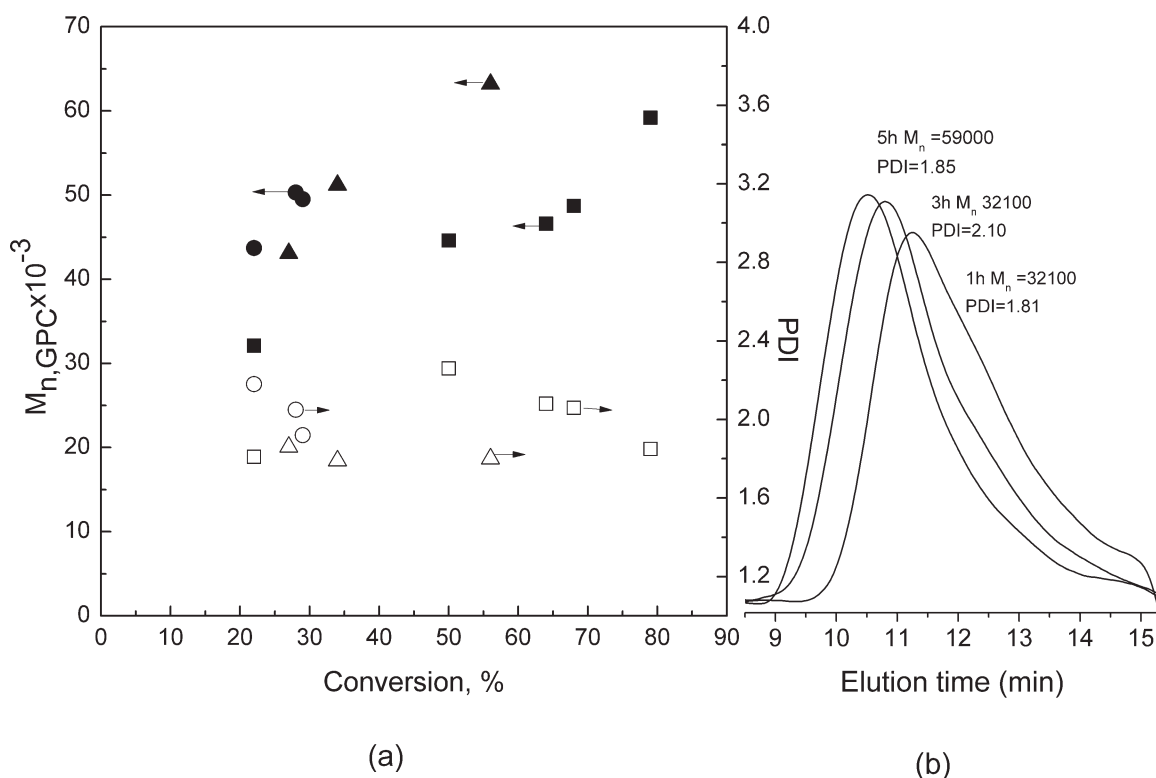 70
60
50
40
30
20
10
0
M_n,GPC x10^-3
0 10 20 30 40 50 60 70 80 90
Conversion, %
4.0
3.6
3.2
2.8
2.4
2.0
1.6
1.2
PDI
(a)
5h M_n =59000
PDI=1.85
3h M_n 32100
PDI=2.10
1h M_n =32100
PDI=1.81
9 10 11 12 13 14 15
Elution time (min)
(b)